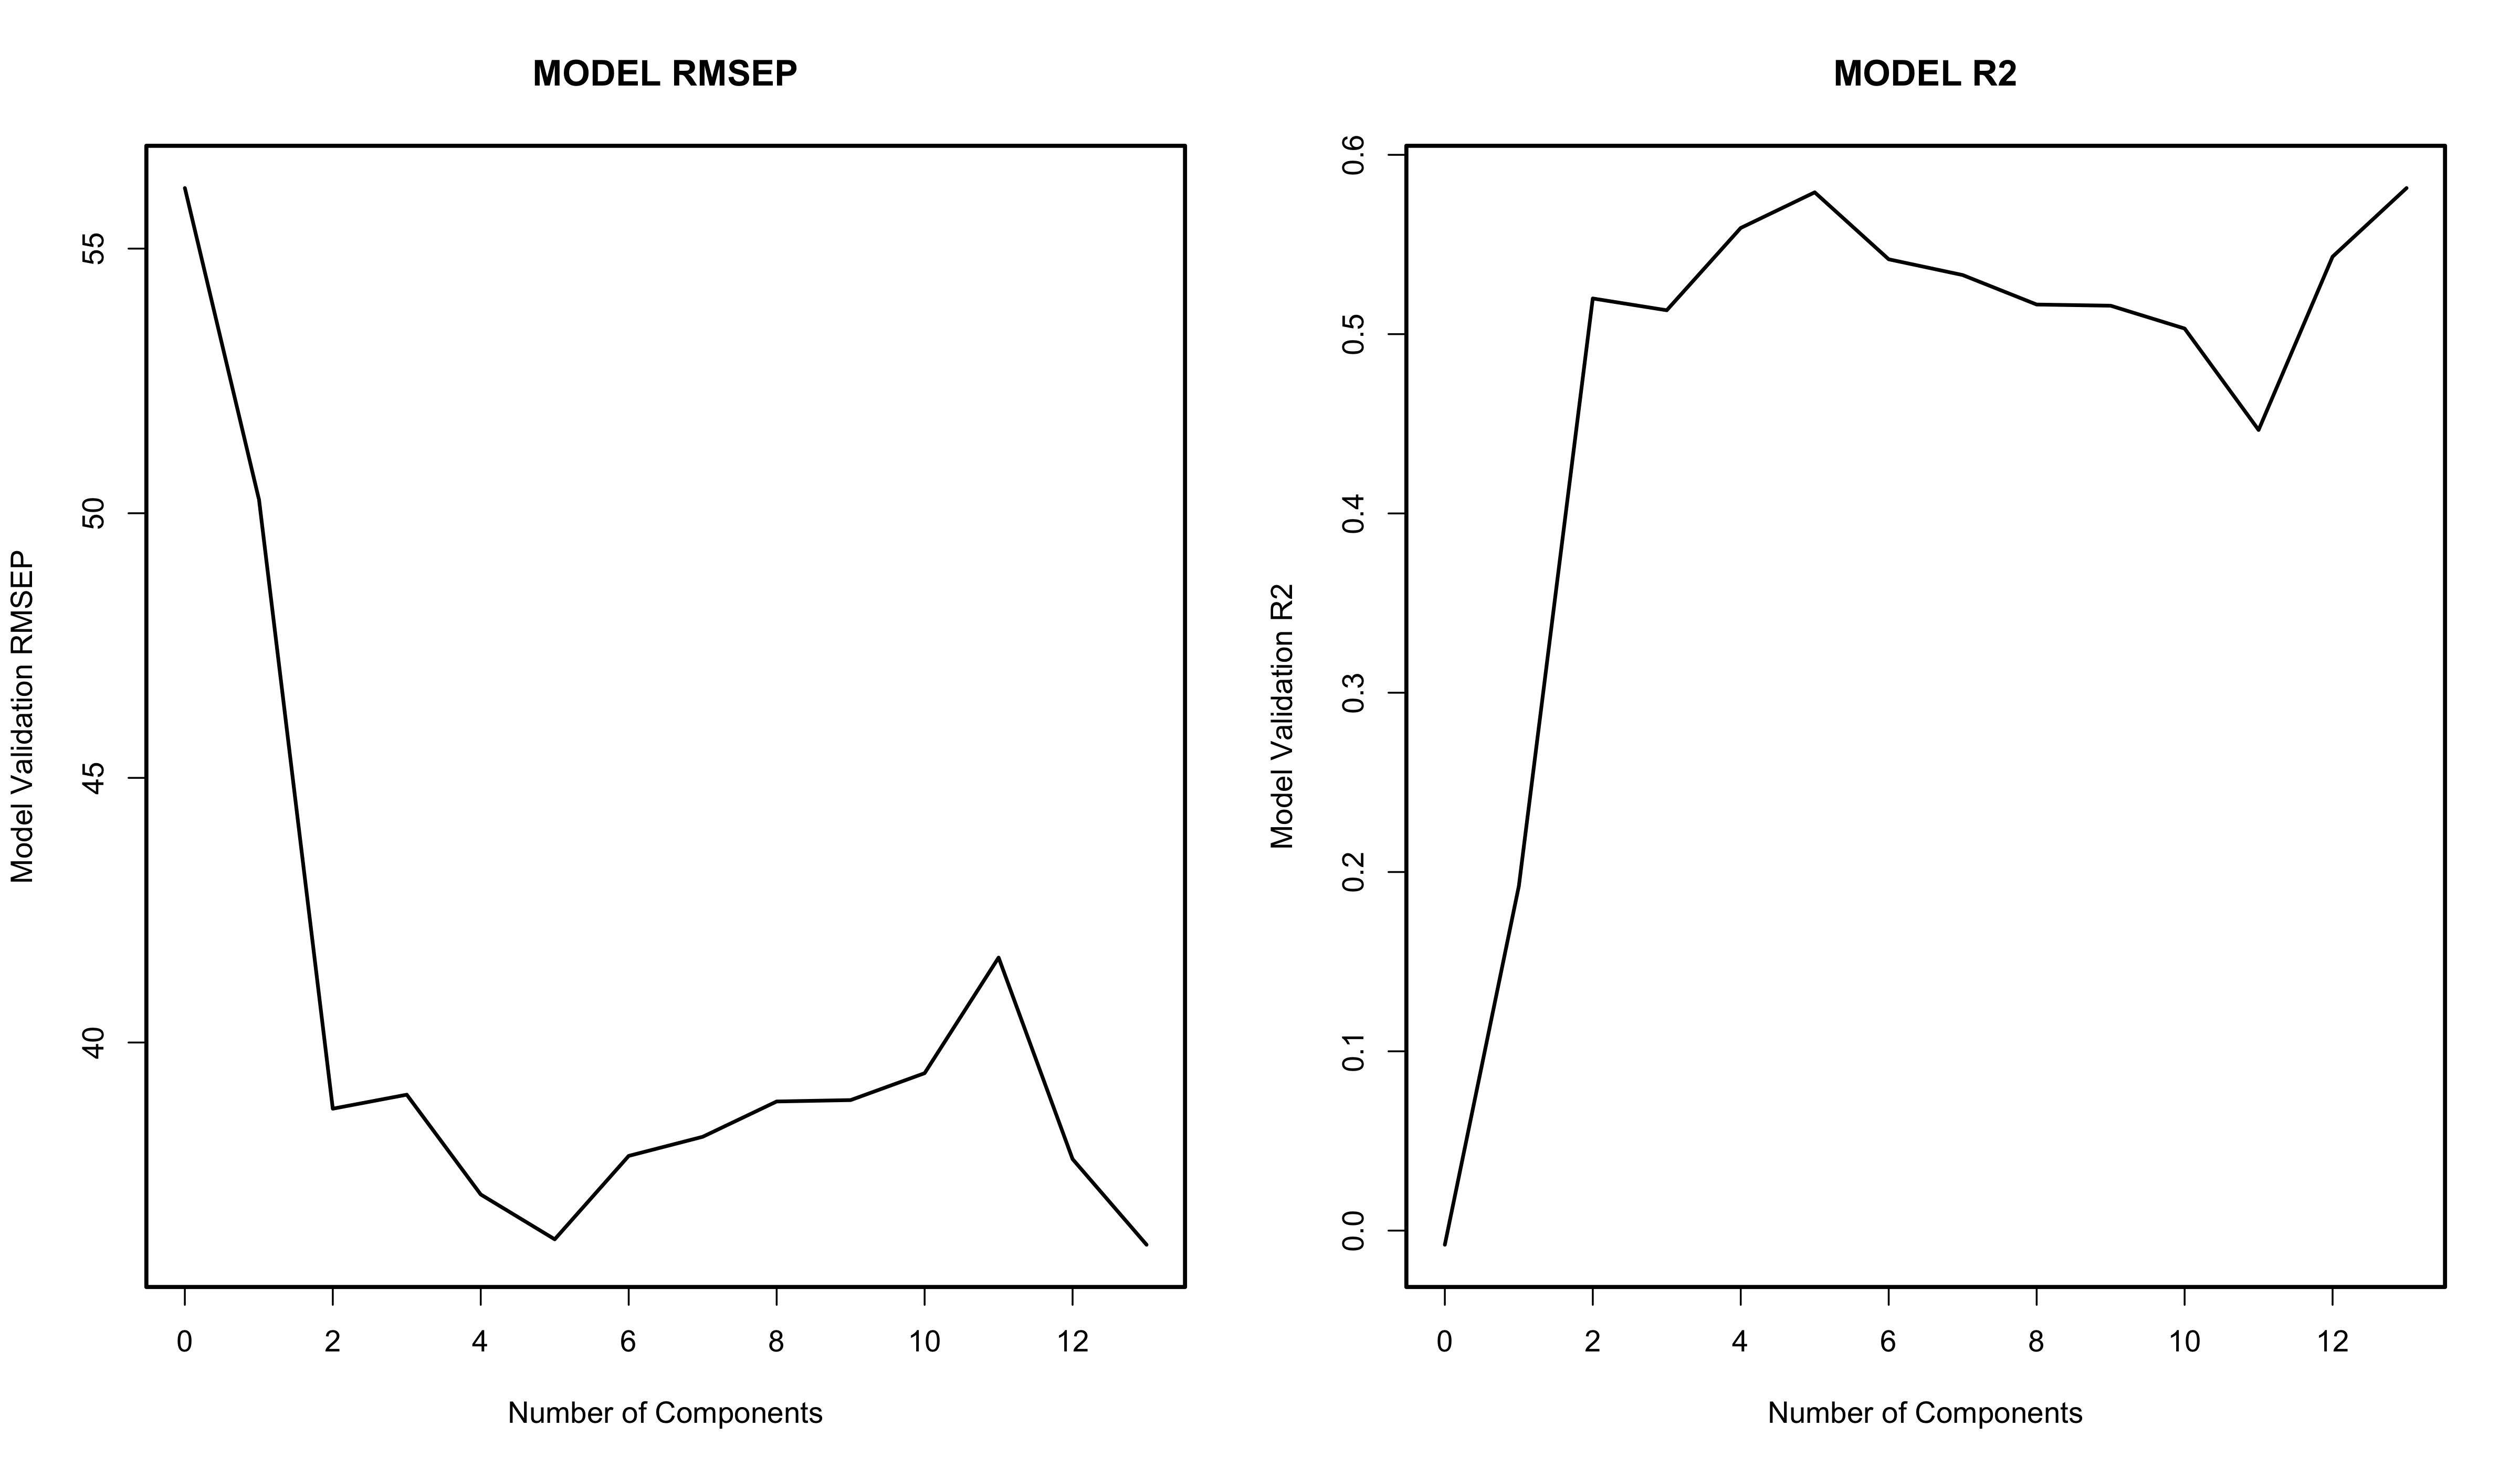 MODEL RMSEP
Model Validation RMSEP
55
50
45
40
0 2 4 6 8 10 12
Number of Components
MODEL R2
Model Validation R2
0.6
0.5
0.4
0.3
0.2
0.1
0.0
0 2 4 6 8 10 12
Number of Components